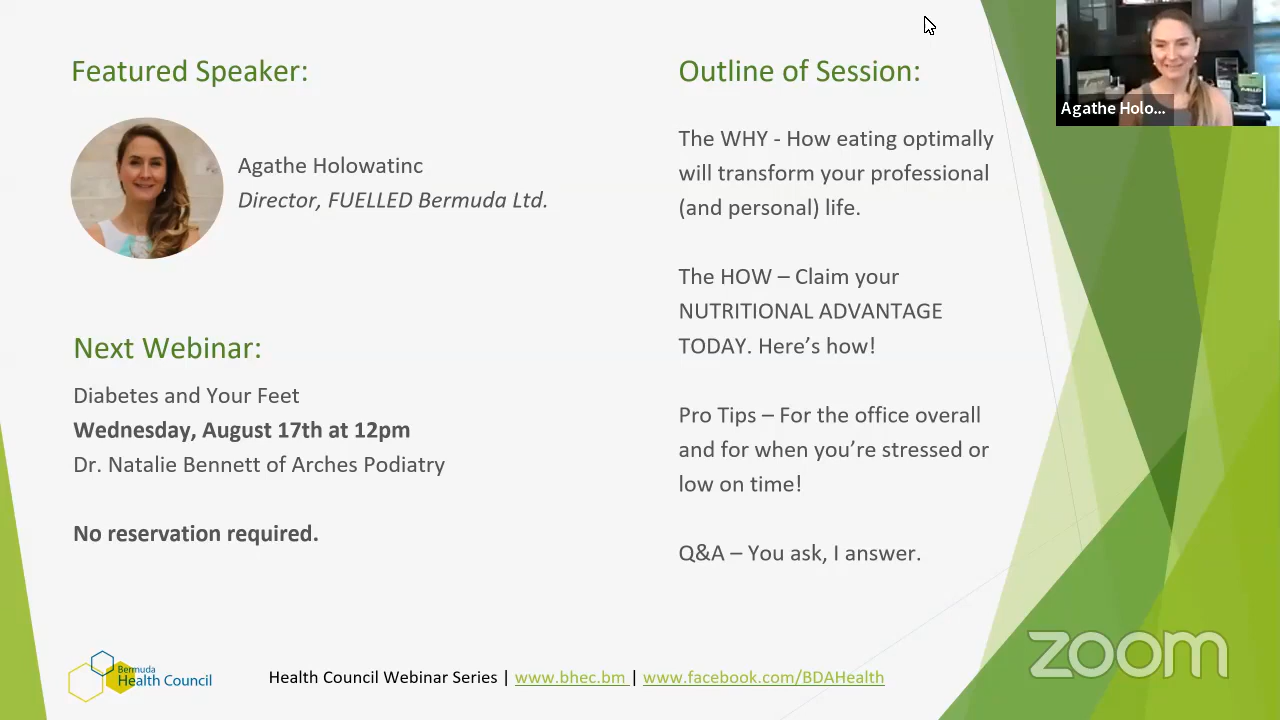 Featured Speaker:
Agathe Holowatinc
Director, FUELLED Bermuda Ltd.
Next Webinar:
Diabetes and Your Feet
Wednesday, August 17th at 12pm
Dr. Natalie Bennett of Arches Podiatry
No reservation required.
Outline of Session:
The WHY - How eating optimally
will transform your professional
(and personal) life.
The HOW – Claim your
NUTRITIONAL ADVANTAGE
TODAY. Here’s how!
Pro Tips – For the office overall
and for when you’re stressed or
low on time!
Q&A – You ask, I answer.
Agathe Holo...
Bermuda
Health Council
Health Council Webinar Series | www.bhec.bm | www.facebook.com/BDAHealth
zoom